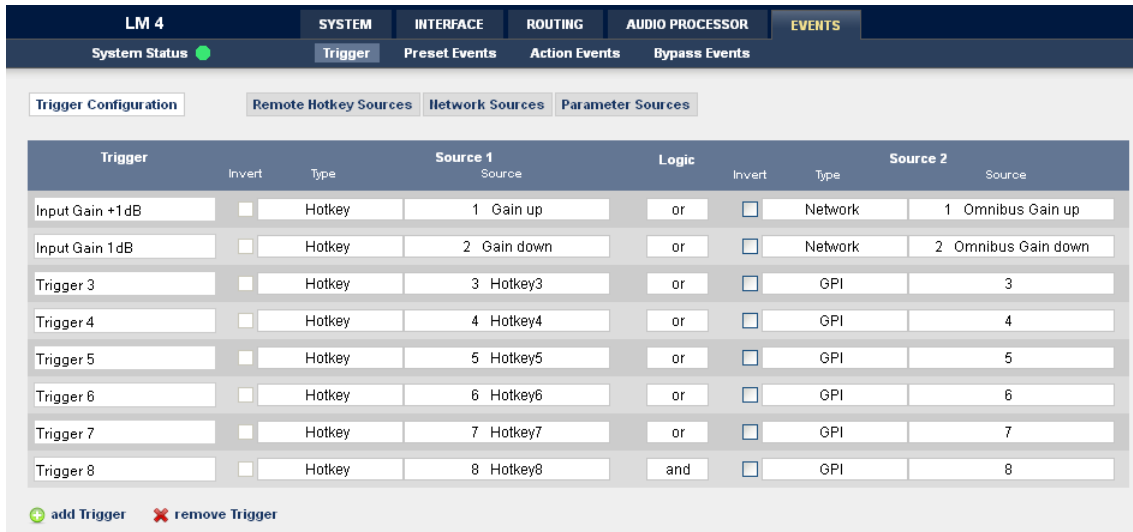 LM 4 SYSTEM INTERFACE ROUTING AUDIO PROCESSOR EVENTS
System Status Trigger Preset Events Action Events Bypass Events
Trigger Configuration Remote Hotkey Sources Network Sources Parameter Sources
Trigger Source 1 Logic Source 2
Invert Type Source Invert Type Source
Input Gain +1dB Hotkey 1 Gain up or Network 1 Omnibus Gain up
Input Gain 1dB Hotkey 2 Gain down or Network 2 Omnibus Gain down
Trigger 3 Hotkey 3 Hotkey3 or GPI 3
Trigger 4 Hotkey 4 Hotkey4 or GPI 4
Trigger 5 Hotkey 5 Hotkey5 or GPI 5
Trigger 6 Hotkey 6 Hotkey6 or GPI 6
Trigger 7 Hotkey 7 Hotkey7 or GPI 7
Trigger 8 Hotkey 8 Hotkey8 and GPI 8
add Trigger remove Trigger